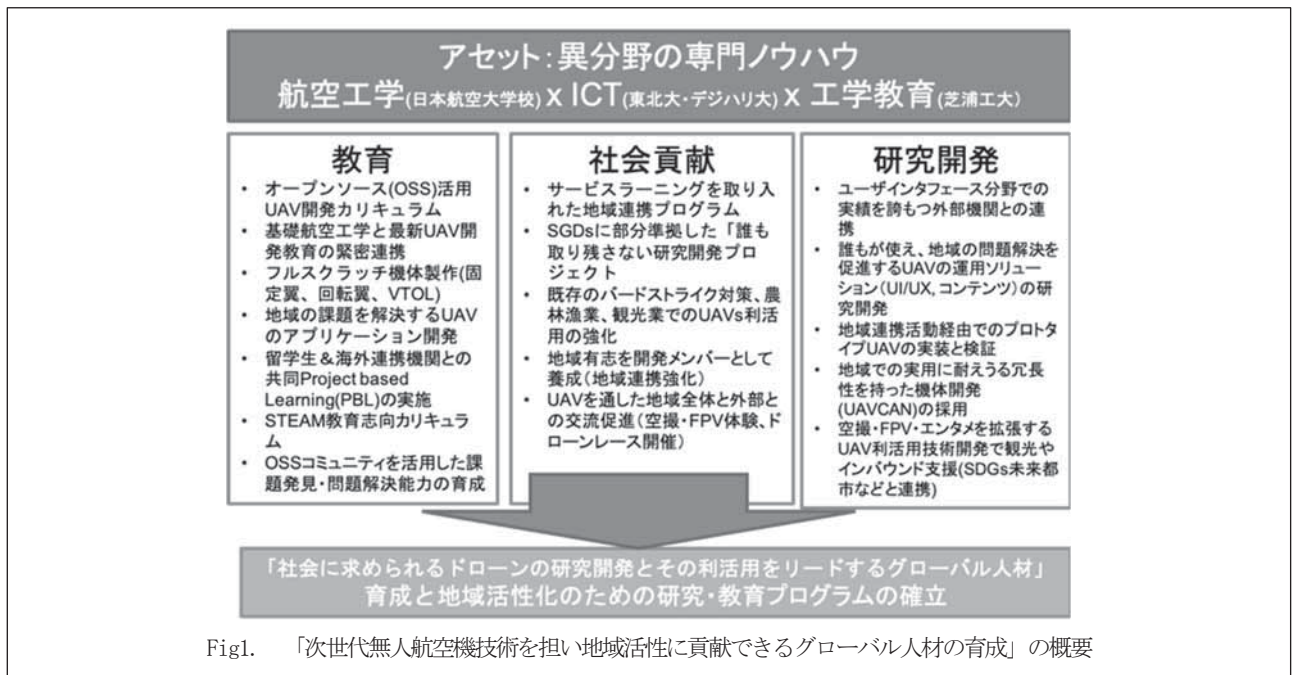 アセット:異分野の専門ノウハウ
航空工学(日本航空大学校) x ICT(東北大・デジハリ大) x 工学教育(芝浦工大)
教育
• オープンソース(OSS)活用
UAV開発カリキュラム
• 基礎航空工学と最新UAV開
発教育の緊密連携
• フルスクラッチ機体製作(固
定翼、回転翼、VTOL)
• 地域の課題を解決するUAV
のアプリケーション開発
• 留学生&海外連携機関との
共同Project based
Learning(PBL)の実施
• STEAM教育志向カリキュラ
ム
• OSSコミュニティを活用した課
題発見・問題解決能力の育成
社会貢献
• サービスラーニングを取り入
れた地域連携プログラム
• SGDsに部分準拠した「誰も
取り残さない研究開発プロ
ジェクト
• 既存のバードストライク対策、農
林漁業、観光業でのUAVs利活
用の強化
• 地域有志を開発メンバーとして
養成(地域連携強化)
• UAVを通した地域全体と外部と
の交流促進(空撮・FPV体験、ド
ローンレース開催)
研究開発
• ユーザインタフェース分野での
実績を誇もつ外部機関との連
携
• 誰もが使え、地域の問題解決を
促進するUAVの運用ソリュー
ション(UI/UX, コンテンツ)の研
究開発
• 地域連携活動経由でのプロトタ
イプUAVの実装と検証
• 地域での実用に耐えうる冗長
性を持った機体開発
(UAVCAN)の採用
• 空撮・FPV・エンタメを拡張する
UAV利活用技術開発で観光や
インバウンド支援(SDGs未来都
市などと連携)
「社会に求められるドローンの研究開発とその利活用をリードするグローバル人材」
育成と地域活性化のための研究・教育プログラムの確立
Fig1. 「次世代無人航空機技術を担い地域活性に貢献できるグローバル人材の育成」の概要